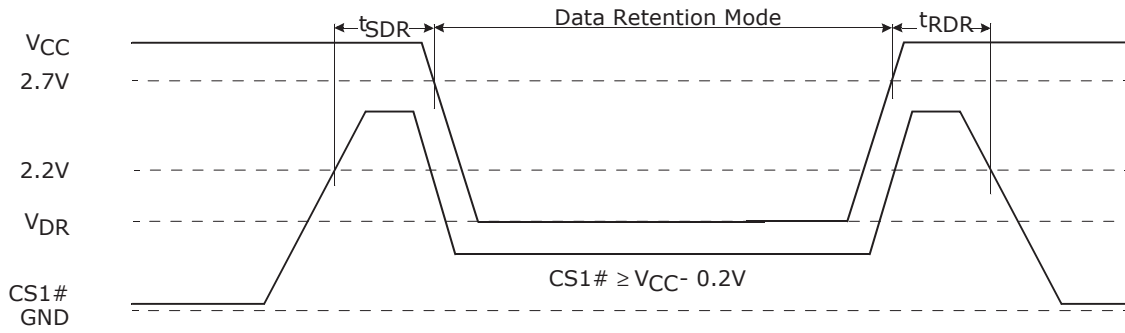 tSDR
Data Retention Mode
tRDR
VCC
2.7V
2.2V
VDR
CS1# ≥ VCC - 0.2V
CS1#
GND